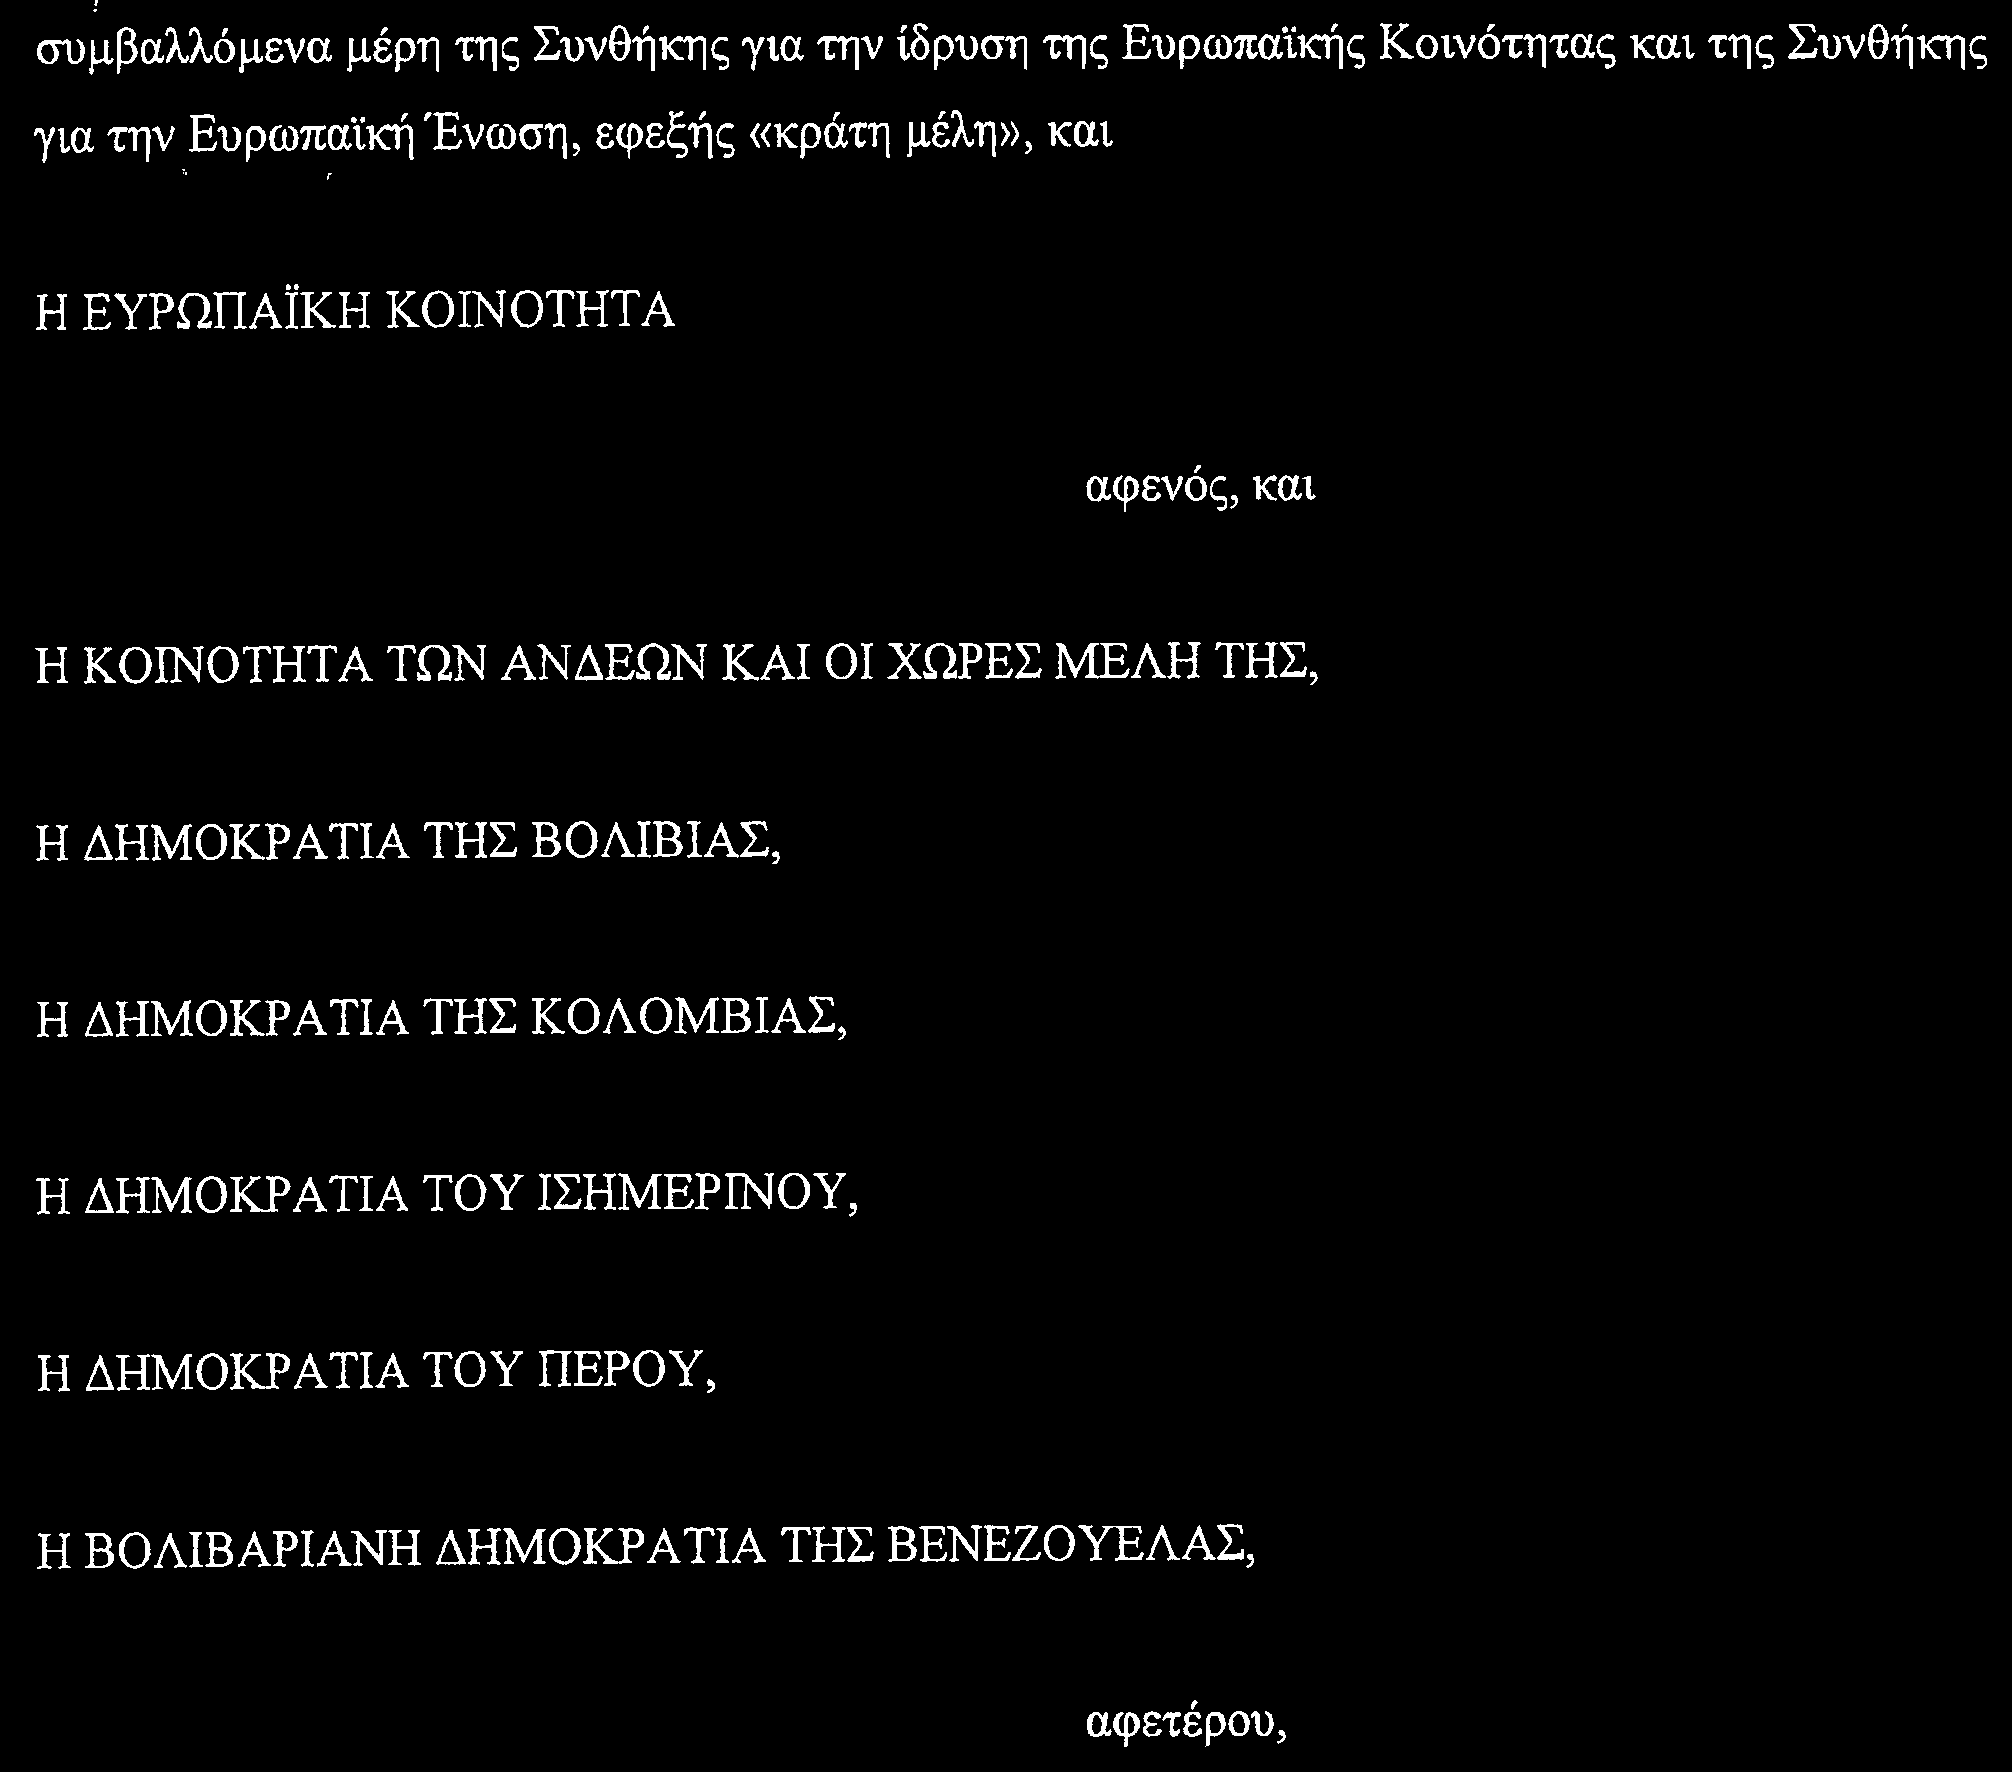 συμβαλλόμενα μέρη της Συνθήκης για την ίδρυση της Ευρωπαϊκής Κοινότητας και της Συνθήκης
για την Ευρωπαϊκή Ένωση, εφεξής «κράτη μέλη», και
Η ΕΥΡΩΠΑΪΚΗ ΚΟΙΝΟΤΗΤΑ
αφενός, και
Η ΚΟΙΝΟΤΗΤΑ ΤΩΝ ΑΝΔΕΩΝ ΚΑΙ ΟΙ ΧΩΡΕΣ ΜΕΛΗ ΤΗΣ,
Η ΔΗΜΟΚΡΑΤΙΑ ΤΗΣ ΒΟΛΙΒΙΑΣ,
Η ΔΗΜΟΚΡΑΤΙΑ ΤΗΣ ΚΟΛΟΜΒΙΑΣ,
Η ΔΗΜΟΚΡΑΤΙΑ ΤΟΥ ΙΣΗΜΕΡΙΝΟΥ,
Η ΔΗΜΟΚΡΑΤΙΑ ΤΟΥ ΠΕΡΟΥ,
Η ΒΟΛΙΒΑΡΙΑΝΗ ΔΗΜΟΚΡΑΤΙΑ ΤΗΣ ΒΕΝΕΖΟΥΕΛΑΣ,
αφετέρου,